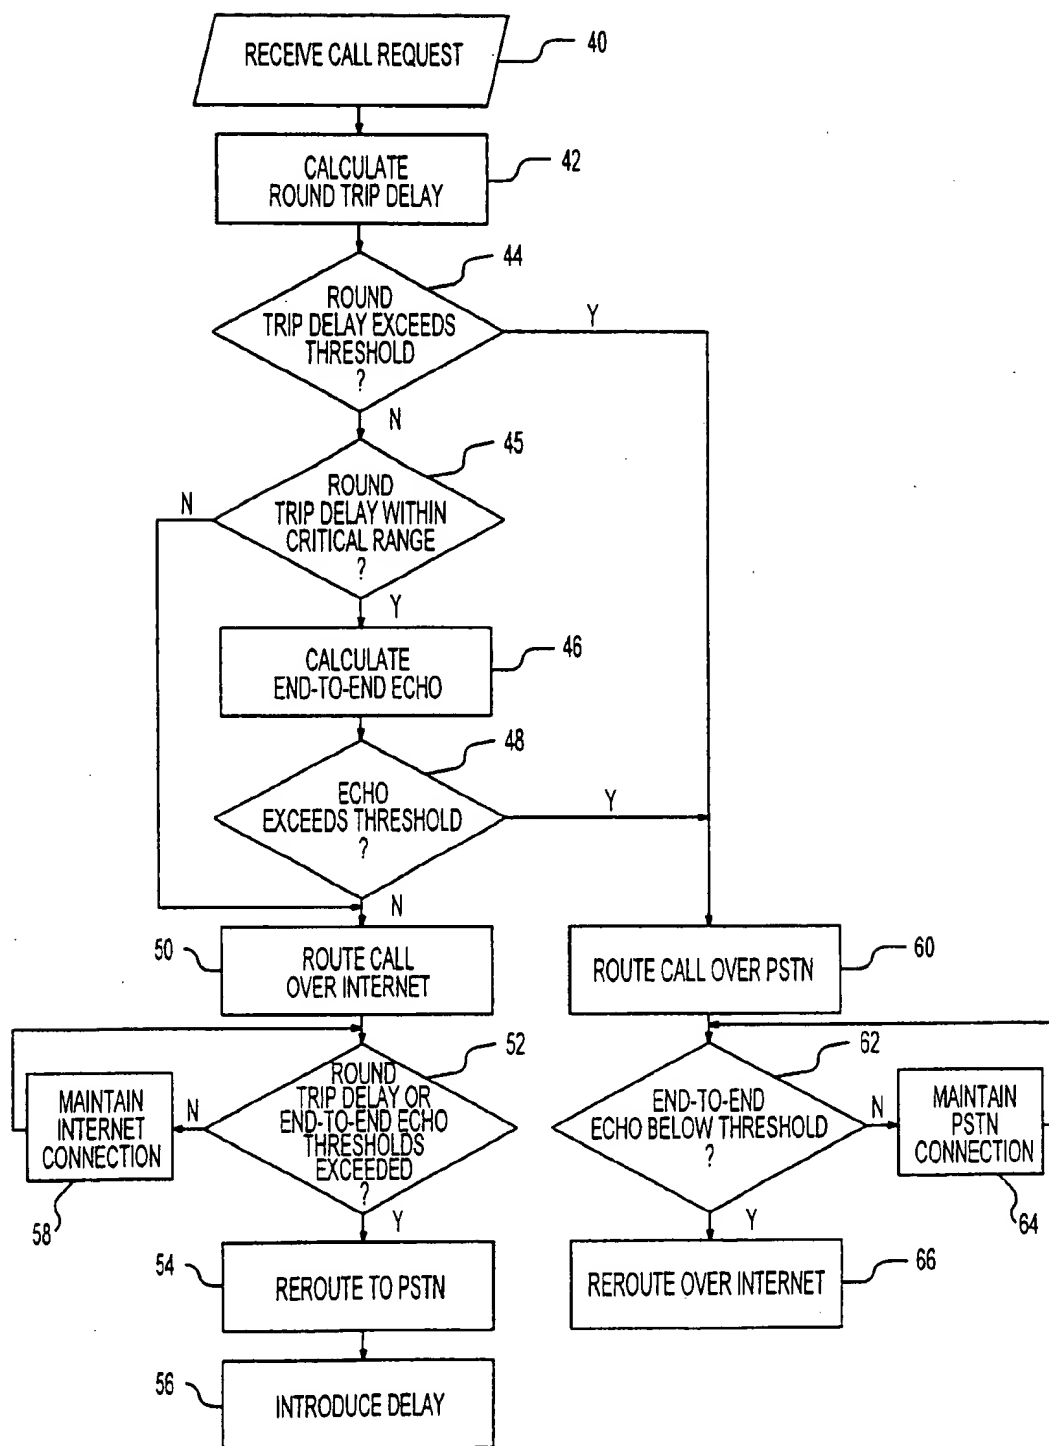 RECEIVE CALL REQUEST
40
CALCULATE
ROUND TRIP DELAY
42
44
ROUND
TRIP DELAY EXCEEDS
THRESHOLD
?
Y
N
45
ROUND
TRIP DELAY WITHIN
CRITICAL RANGE
?
N
Y
CALCULATE
END-TO-END ECHO
46
48
ECHO
EXCEEDS THRESHOLD
?
Y
N
50
ROUTE CALL
OVER INTERNET
ROUTE CALL OVER PSTN
60
52
ROUND
TRIP DELAY OR
END-TO-END ECHO
THRESHOLDS
EXCEEDED
?
N
Y
MAINTAIN
INTERNET
CONNECTION
58
62
END-TO-END
ECHO BELOW THRESHOLD
?
N
Y
MAINTAIN
PSTN
CONNECTION
64
54
REROUTE TO PSTN
REROUTE OVER INTERNET
66
56
INTRODUCE DELAY